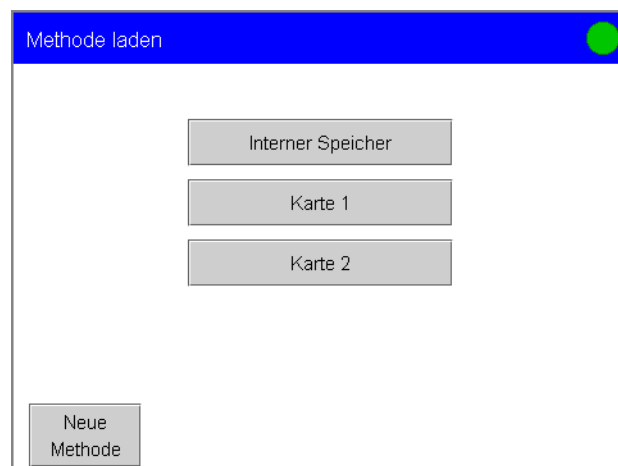 Methode laden
Interner Speicher
Karte 1
Karte 2
Neue
Methode